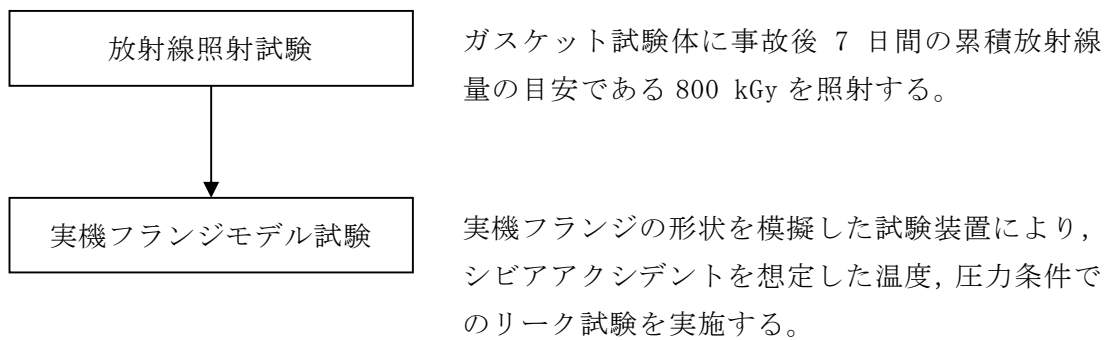 放射線照射試験
ガスケット試験体に事故後 7 日間の累積放射線
量の目安である 800 kGy を照射する。
実機フランジモデル試験
実機フランジの形状を模擬した試験装置により，
シビアアクシデントを想定した温度，圧力条件で
のリーク試験を実施する。